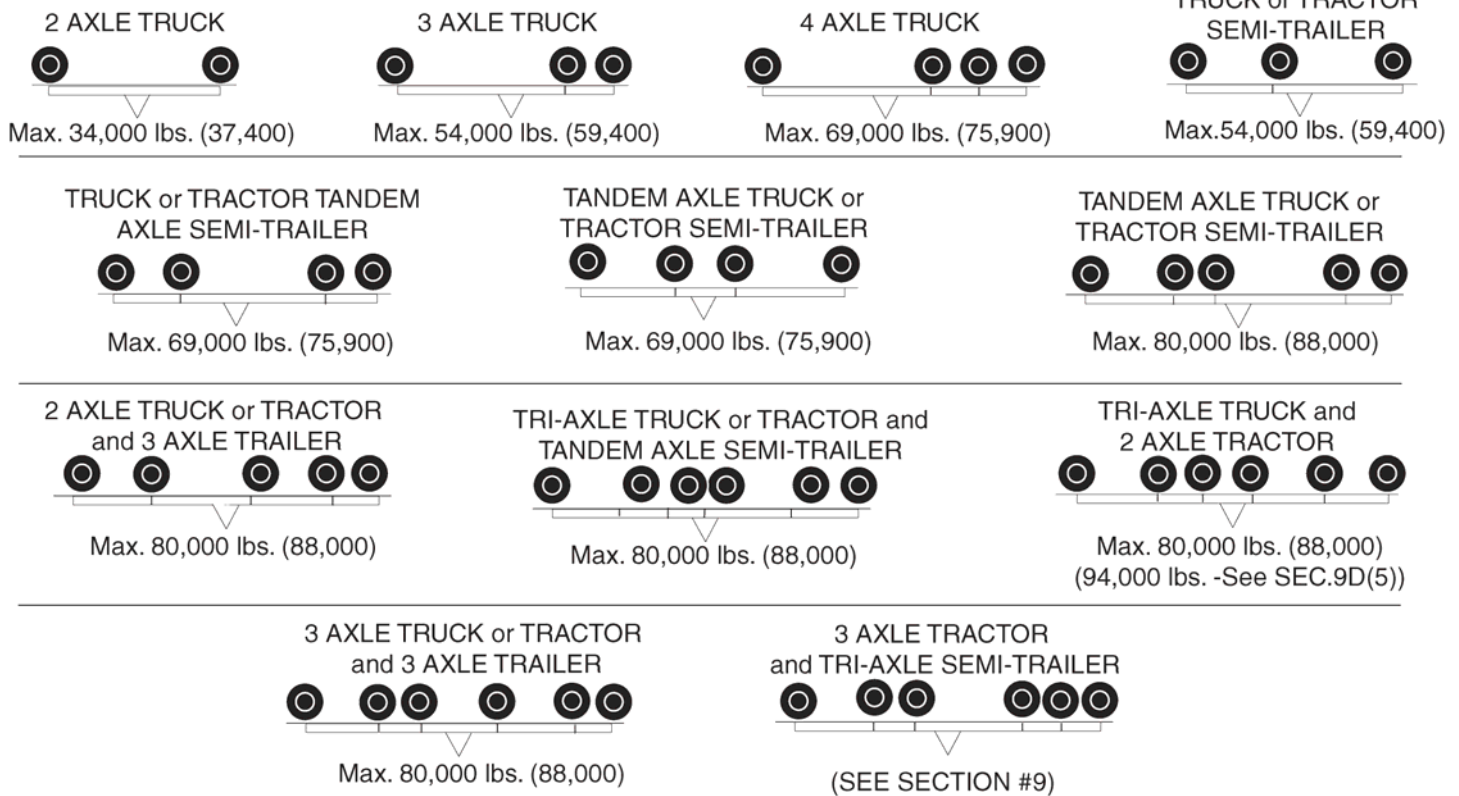 2 AXLE TRUCK
Max. 34,000 lbs. (37,400)
3 AXLE TRUCK
Max. 54,000 lbs. (59,400)
4 AXLE TRUCK
Max. 69,000 lbs. (75,900)
TRUCK or TRACTOR
SEMI-TRAILER
Max.54,000 lbs. (59,400)
TRUCK or TRACTOR TANDEM
AXLE SEMI-TRAILER
Max. 69,000 lbs. (75,900)
TANDEM AXLE TRUCK or
TRACTOR SEMI-TRAILER
Max. 69,000 lbs. (75,900)
TANDEM AXLE TRUCK or
TRACTOR SEMI-TRAILER
Max. 80,000 lbs. (88,000)
2 AXLE TRUCK or TRACTOR
and 3 AXLE TRAILER
Max. 80,000 lbs. (88,000)
TRI-AXLE TRUCK or TRACTOR and
TANDEM AXLE SEMI-TRAILER
Max. 80,000 lbs. (88,000)
TRI-AXLE TRUCK and
2 AXLE TRACTOR
Max. 80,000 lbs. (88,000)
(94,000 lbs. -See SEC.9D(5))
3 AXLE TRUCK or TRACTOR
and 3 AXLE TRAILER
Max. 80,000 lbs. (88,000)
3 AXLE TRACTOR
and TRI-AXLE SEMI-TRAILER
(SEE SECTION #9)